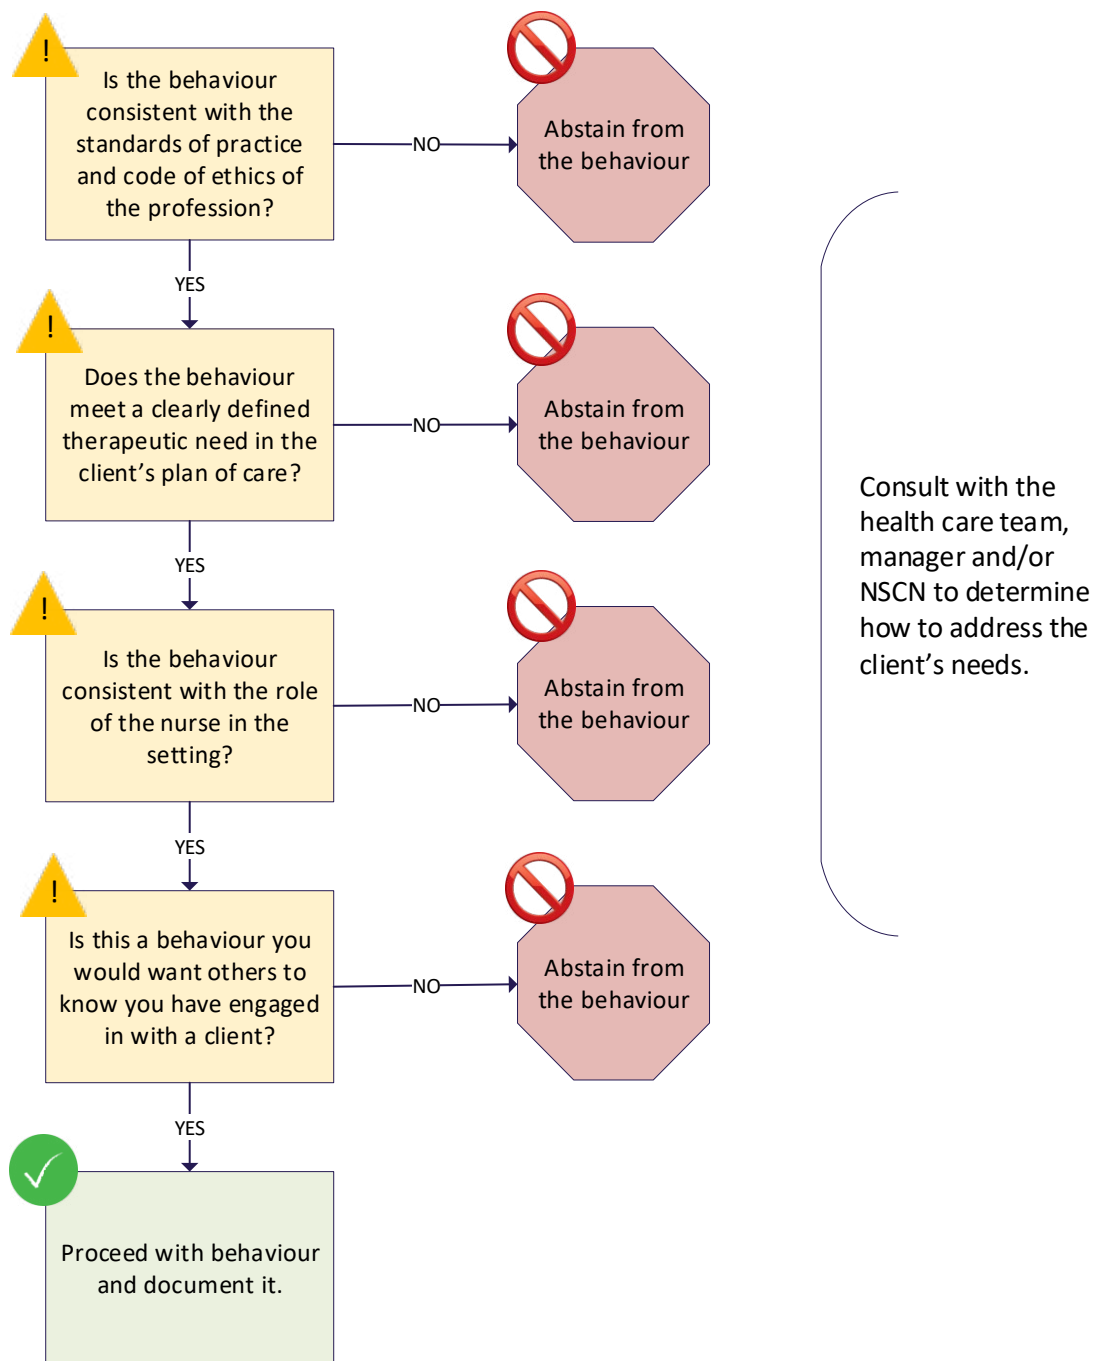 !
Is the behaviour
consistent with the
standards of practice
and code of ethics of
the profession?
NO
Abstain from
the behaviour
YES
!
Does the behaviour
meet a clearly defined
therapeutic need in the
client’s plan of care?
NO
Abstain from
the behaviour
YES
!
Is the behaviour
consistent with the role
of the nurse in the
setting?
NO
Abstain from
the behaviour
YES
!
Is this a behaviour you
would want others to
know you have engaged
in with a client?
NO
Abstain from
the behaviour
YES
Proceed with behaviour
and document it.
Consult with the
health care team,
manager and/or
NSCN to determine
how to address the
client’s needs.